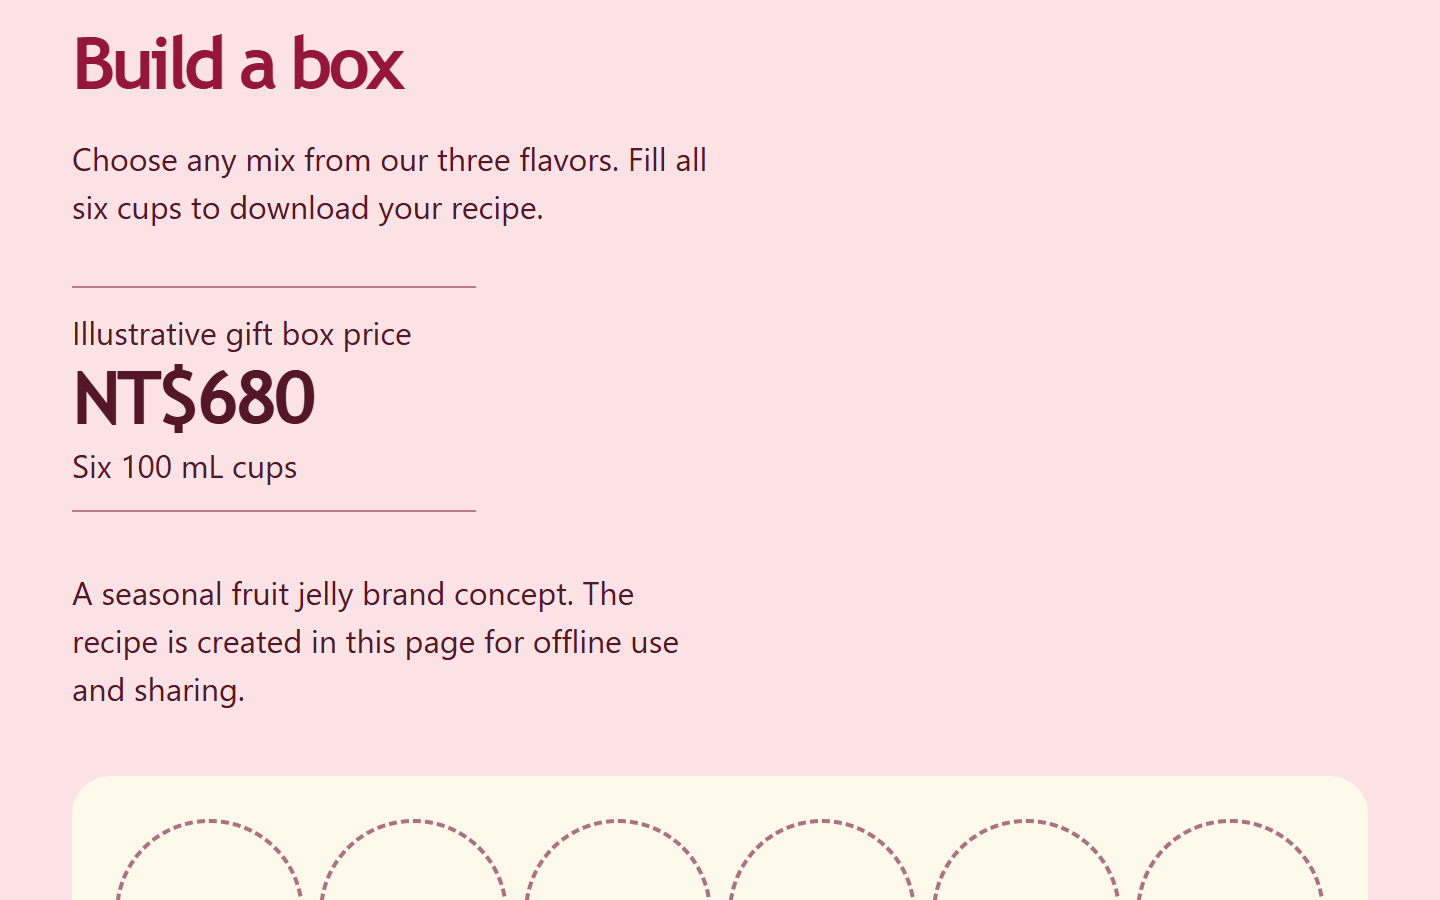 Build a box
Choose any mix from our three flavors. Fill all
six cups to download your recipe.
Illustrative gift box price
NT$680
Six 100 mL cups
A seasonal fruit jelly brand concept. The
recipe is created in this page for offline use
and sharing.